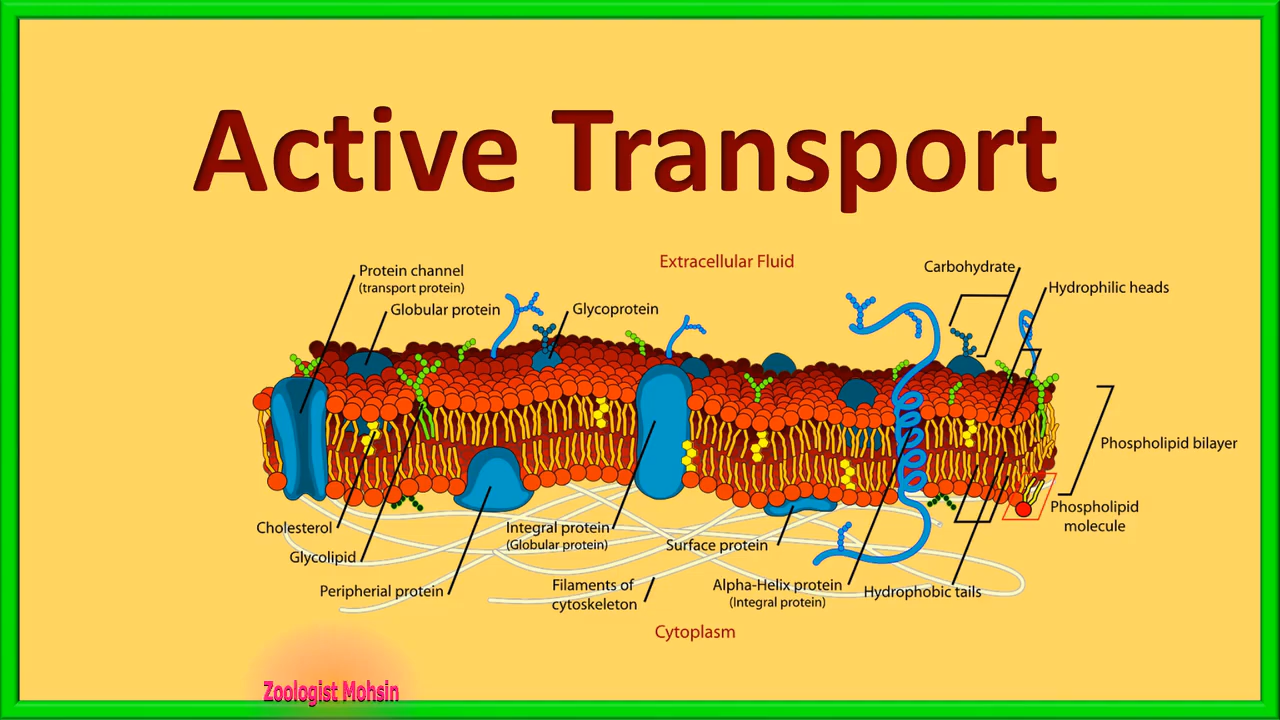 Active Transport
Extracellular Fluid
Protein channel
(transport protein)
Globular protein
Glycoprotein
Carbohydrate
Hydrophilic heads
Phospholipid bilayer
Phospholipid
molecule
Cholesterol
Glycolipid
Peripherial protein
Integral protein
(Globular protein)
Filaments of
cytoskeleton
Surface protein
Alpha-Helix protein
(Integral protein)
Hydrophobic tails
Cytoplasm
Zoologist Mohsin